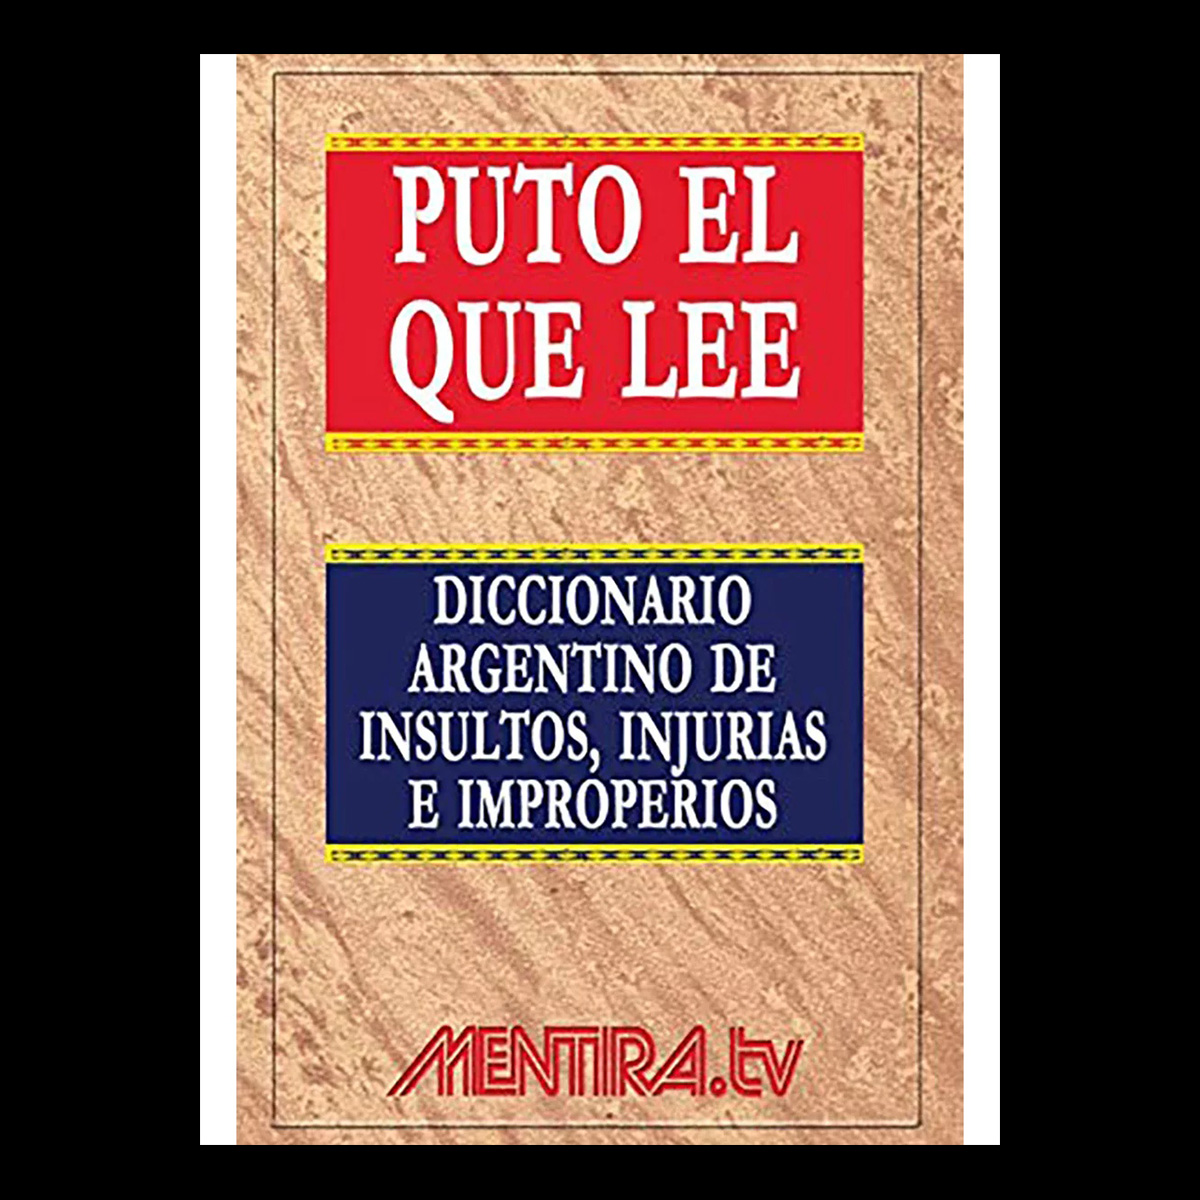 PUTO EL
QUE LEE
DICCIONARIO
ARGENTINO DE
INSULTOS, INJURIAS
E IMPROPERIOS
MENTIRA.tv